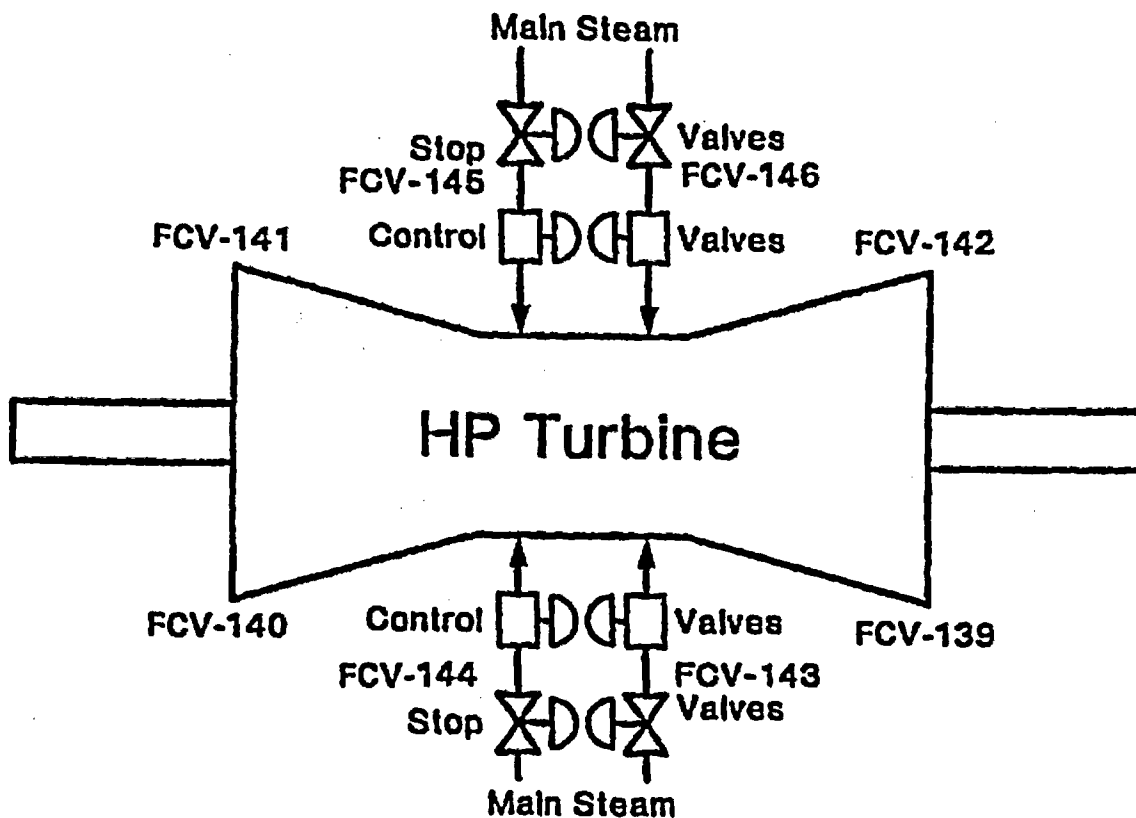 Main Steam
Stop Valves
FCV-145 FCV-146
FCV-141 Control Valves FCV-142
HP Turbine
FCV-140 Control Valves FCV-139
FCV-144 FCV-143
Stop Valves
Main Steam